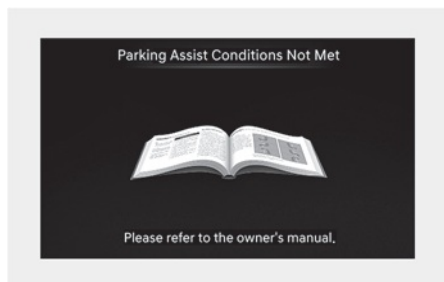 Parking Assist Conditions Not Met
Please refer to the owner's manual.